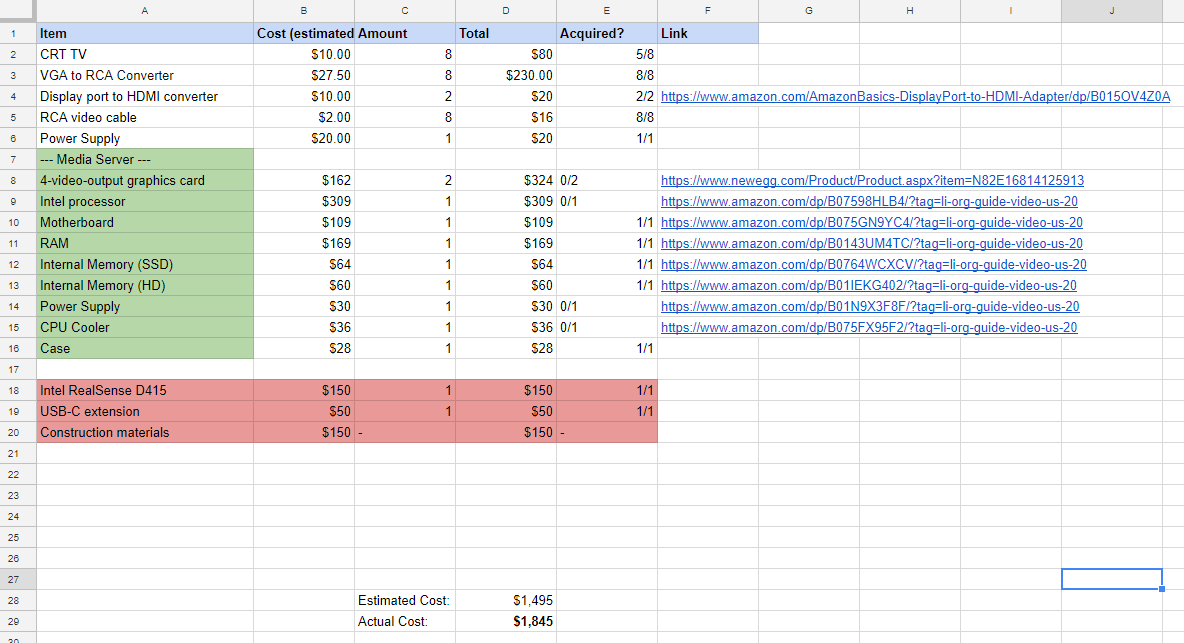 A B C D E F G H I J
1 Item Cost (estimated Amount Total Acquired? Link
2 CRT TV $10.00 8 $80 5/8
3 VGA to RCA Converter $27.50 8 $230.00 8/8
4 Display port to HDMI converter $10.00 2 $20 2/2 https://www.amazon.com/AmazonBasics-DisplayPort-to-HDMI-Adapter/dp/B015OV4Z0A
5 RCA video cable $2.00 8 $16 8/8
6 Power Supply $20.00 1 $20 1/1
7 --- Media Server ---
8 4-video-output graphics card $162 2 $324 0/2 https://www.newegg.com/Product/Product.aspx?item=N82E16814125913
9 Intel processor $309 1 $309 0/1 https://www.amazon.com/dp/B07598HLB4/?tag=li-org-guide-video-us-20
10 Motherboard $109 1 $109 1/1 https://www.amazon.com/dp/B075GN9YC4/?tag=li-org-guide-video-us-20
11 RAM $169 1 $169 1/1 https://www.amazon.com/dp/B0143UM4TC/?tag=li-org-guide-video-us-20
12 Internal Memory (SSD) $64 1 $64 1/1 https://www.amazon.com/dp/B0764WCXCV/?tag=li-org-guide-video-us-20
13 Internal Memory (HD) $60 1 $60 1/1 https://www.amazon.com/dp/B01IEKG402/?tag=li-org-guide-video-us-20
14 Power Supply $30 1 $30 0/1 https://www.amazon.com/dp/B01N9X3F8F/?tag=li-org-guide-video-us-20
15 CPU Cooler $36 1 $36 0/1 https://www.amazon.com/dp/B075FX95F2/?tag=li-org-guide-video-us-20
16 Case $28 1 $28 1/1
17
18 Intel RealSense D415 $150 1 $150 1/1
19 USB-C extension $50 1 $50 1/1
20 Construction materials $150 - $150 -
21
22
23
24
25
26
27
28 Estimated Cost: $1,495
29 Actual Cost: $1,845
30